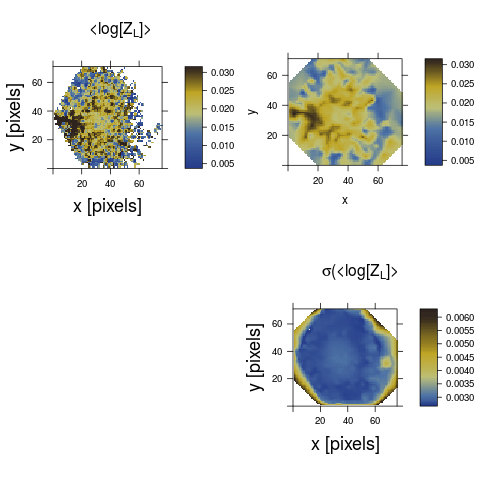 <log[Z_L]>
60
40
20
20 40 60
x [pixels]
y [pixels]
0.030
0.025
0.020
0.015
0.010
0.005
60
40
20
20 40 60
x
y
0.030
0.025
0.020
0.015
0.010
0.005
σ(<log[Z_L]>
60
40
20
20 40 60
x [pixels]
y [pixels]
0.0060
0.0055
0.0050
0.0045
0.0040
0.0035
0.0030